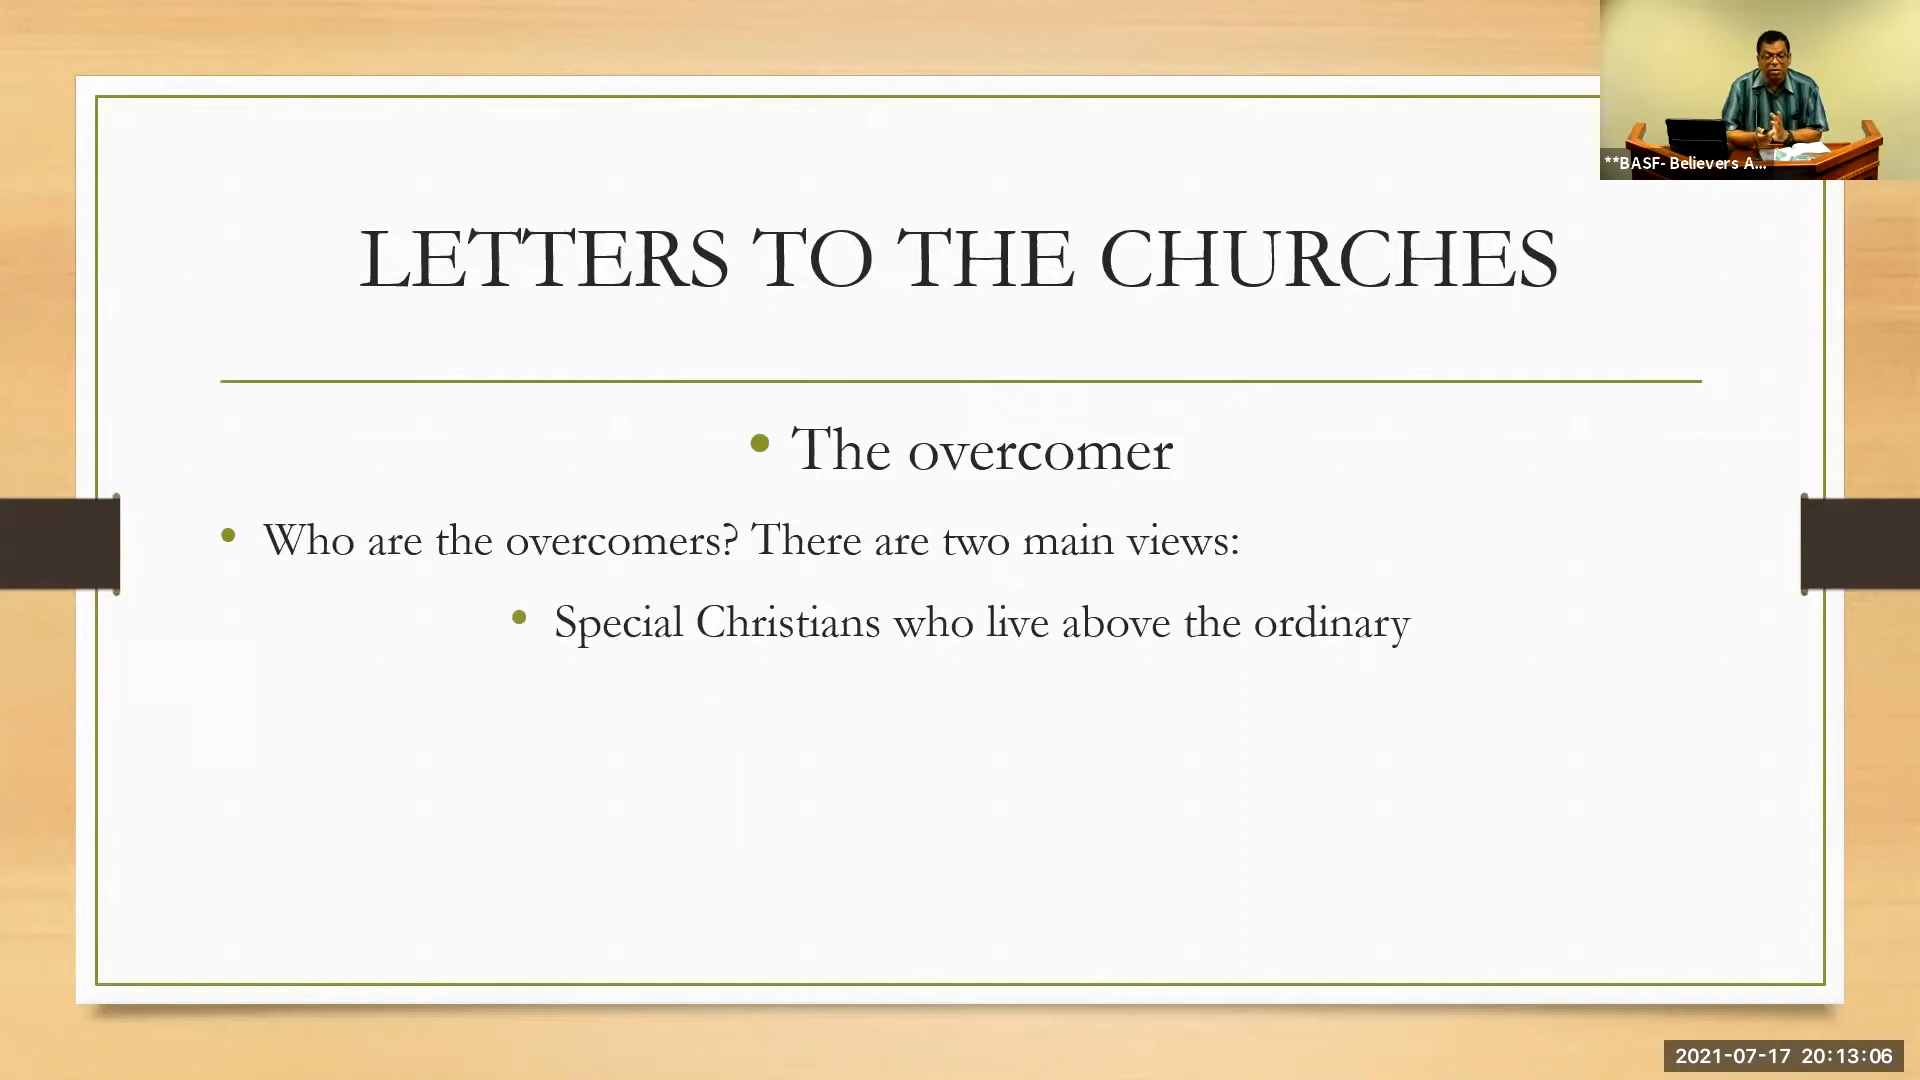 **BASF- Believers A...
LETTERS TO THE CHURCHES
• The overcomer
• Who are the overcomers? There are two main views:
• Special Christians who live above the ordinary
2021-07-17 20:13:06